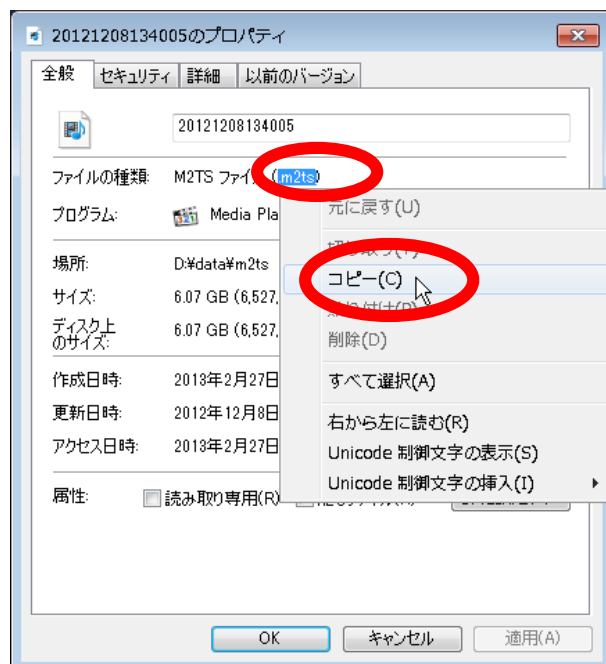 20121208134005のプロパティ
全般 セキュリティ 詳細 以前のバージョン
20121208134005
ファイルの種類: M2TS ファイル (m2ts)
プログラム: Media Pla
元に戻す(U)
切り取り(T)
場所: D:¥data¥m2ts
コピー(C)
サイズ: 6.07 GB (6,527,
貼り付け(P)
ディスク上
のサイズ: 6.07 GB (6,527,
削除(D)
作成日時: 2013年2月27日
すべて選択(A)
更新日時: 2012年12月8日
右から左に読む(R)
アクセス日時: 2013年2月27日
Unicode 制御文字の表示(S)
Unicode 制御文字の挿入(I)
属性: 読み取り専用(R)
OK キャンセル 適用(A)